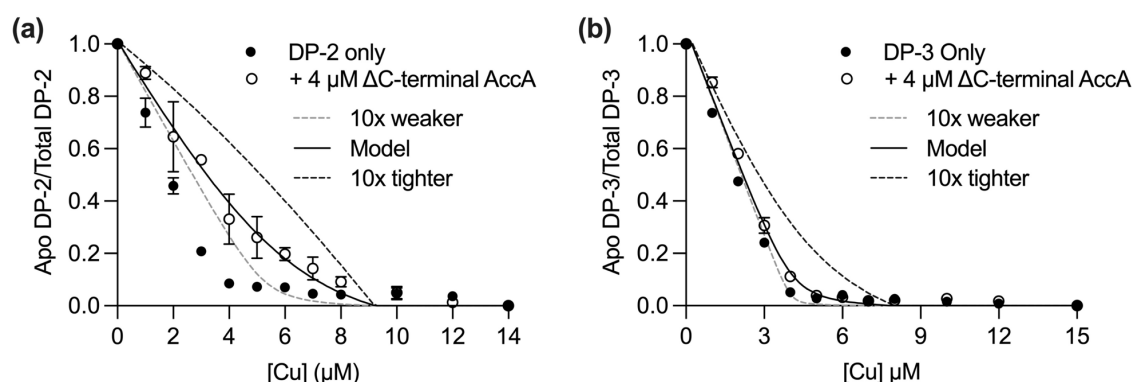 (a)
Apo DP-2/Total DP-2
1.0
0.8
0.6
0.4
0.2
0.0
DP-2 only
+ 4 µM ΔC-terminal AccA
10x weaker
Model
10x tighter
0 2 4 6 8 10 12 14
[Cu] (µM)
(b)
Apo DP-3/Total DP-3
1.0
0.8
0.6
0.4
0.2
0.0
DP-3 Only
+ 4 µM ΔC-terminal AccA
10x weaker
Model
10x tighter
0 3 6 9 12 15
[Cu] µM